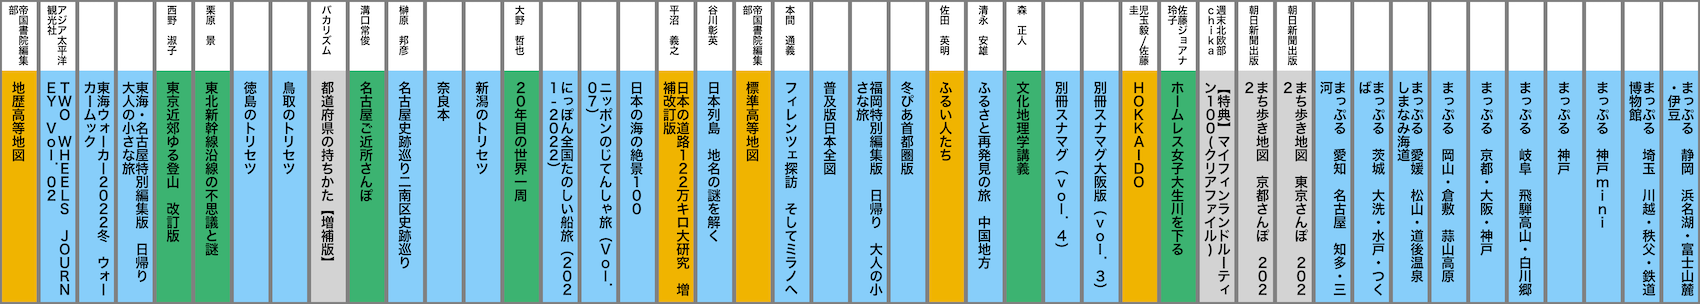 帝国書院編集
部
地歴高等地図
アジア太平洋
観光社
TWO WHEELS JOURN
EY Vol.02
東海ウォーカー2022冬 ウォー
カームック
東海・名古屋特別編集版 日帰り
大人の小さな旅
西野 淑子
東京近郊ゆる登山 改訂版
栗原 景
東北新幹線沿線の不思議と謎
徳島のトリセツ
鳥取のトリセツ
バカリズム
都道府県の持ちかた【増補版】
溝口常俊
名古屋ご近所さんぽ
榊原 邦彦
名古屋史跡巡り二南区史跡巡り
奈良本
新潟のトリセツ
大野 哲也
20年目の世界一周
にっぽん全国たのしい船旅(202
1-2022)
ニッポンのじてんしゃ旅(Vol.
07)
日本の海の絶景100
平沼 義之
日本の道路122万キロ大研究 増
補改訂版
谷川彰英
日本列島 地名の謎を解く
帝国書院編集
部
標準高等地図
本間 通義
フィレンツェ探訪 そしてミラノへ
普及版日本全図
福岡特別編集版 日帰り 大人の小
さな旅
冬ぴあ首都圏版
佐田 英明
ふるい人たち
清永 安雄
ふるさと再発見の旅 中国地方
森 正人
文化地理学講義
別冊スナマグ(vol.4)
別冊スナマグ大阪版(vol.3)
児玉毅/佐藤
圭
HOKKAIDO
佐藤ジョアナ
玲子
ホームレス女子大生川を下る
週末北欧部
chika
【特典】マイフィンランドルーティ
ン100(クリアファイル)
朝日新聞出版
まち歩き地図 京都さんぽ 202
2
朝日新聞出版
まち歩き地図 東京さんぽ 202
2
まっぷる 愛知 名古屋 知多・三
河
まっぷる 茨城 大洗・水戸・つく
ば
まっぷる 愛媛 松山・道後温泉
しまなみ海道
まっぷる 岡山・倉敷 蒜山高原
まっぷる 京都・大阪・神戸
まっぷる 岐阜 飛騨高山・白川郷
まっぷる 神戸
まっぷる 神戸mini
まっぷる 埼玉 川越・秩父・鉄道
博物館
まっぷる 静岡 浜名湖・富士山麓
・伊豆